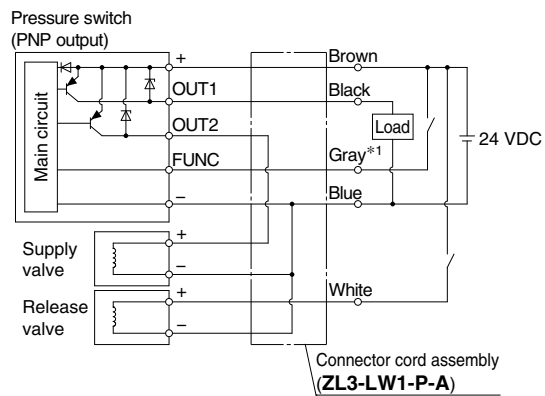 Pressure switch
(PNP output)
+
Brown
OUT1
Black
Main circuit
Load
OUT2
24 VDC
FUNC
Gray*1
–
Blue
Supply
valve
+
–
Release
valve
+
White
–
Connector cord assembly
(ZL3-LW1-P-A)